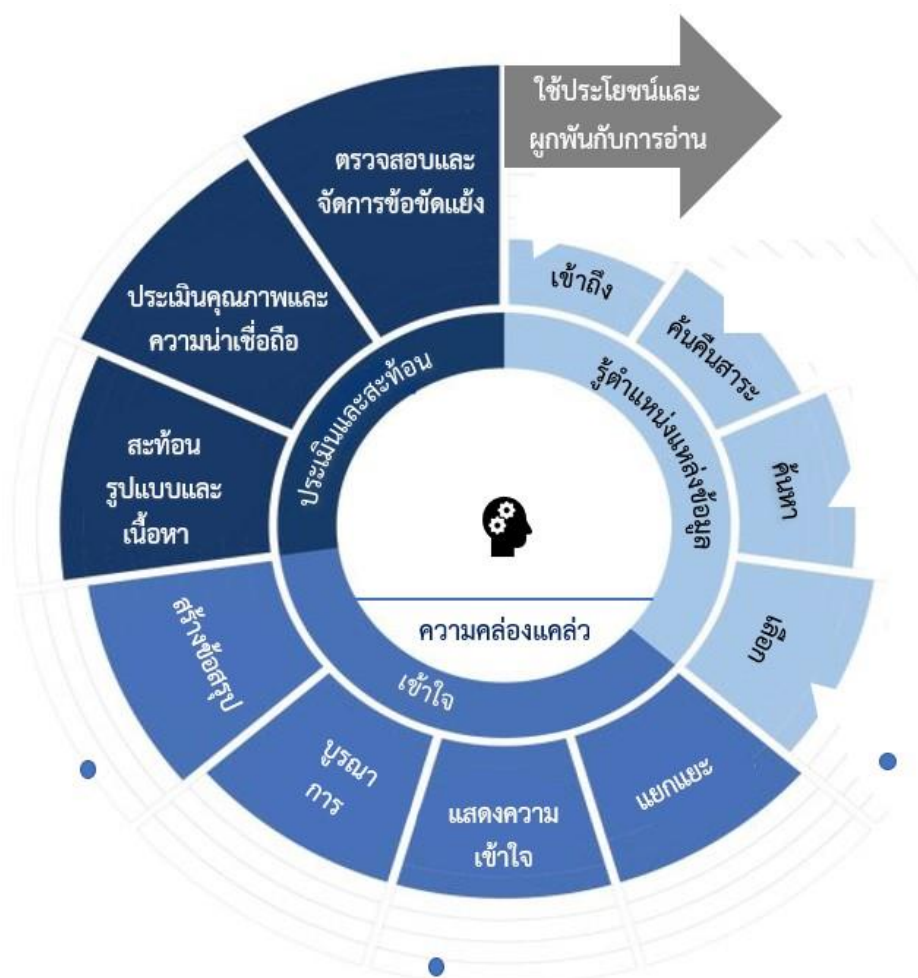 ใช้ประโยชน์และ
ผูกพันกับการอ่าน
ตรวจสอบและ
จัดการข้อขัดแย้ง
ประเมินคุณภาพและ
ความน่าเชื่อถือ
สะท้อน
รูปแบบและ
เนื้อหา
สร้างข้อสรุป
บูรณา
การ
แสดงความ
เข้าใจ
แยกแยะ
เลือก
ค้นหา
ค้นคืนสาระ
เข้าถึง
ประเมินและสะท้อน
รู้ตำแหน่งแหล่งข้อมูล
เข้าใจ
ความคล่องแคล่ว